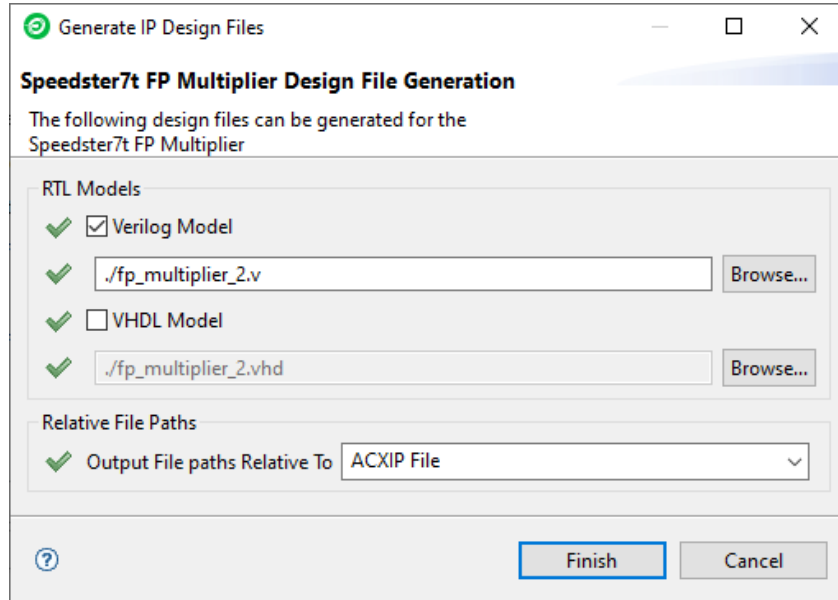 Generate IP Design Files
Speedster7t FP Multiplier Design File Generation
The following design files can be generated for the
Speedster7t FP Multiplier
RTL Models
Verilog Model
./fp_multiplier_2.v
Browse...
VHDL Model
./fp_multiplier_2.vhd
Browse...
Relative File Paths
Output File paths Relative To ACXIP File
? Finish Cancel